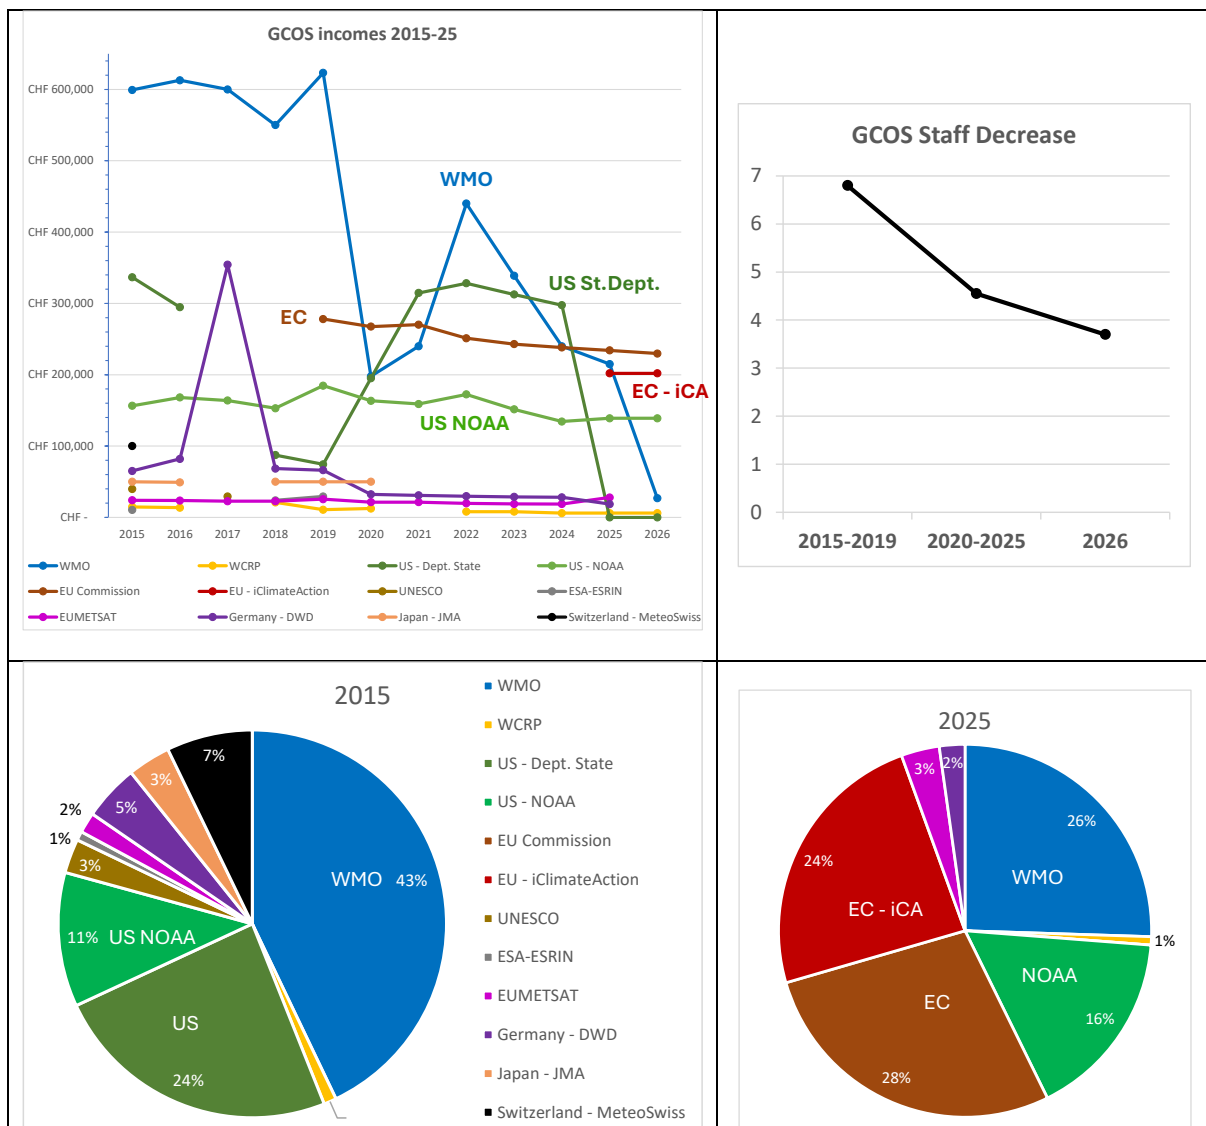 GCOS incomes 2015-25
CHF 600,000
CHF 500,000
CHF 400,000
CHF 300,000
CHF 200,000
CHF 100,000
CHF -
WMO
US St.Dept.
EC
EC - iCA
US NOAA
2015 2016 2017 2018 2019 2020 2021 2022 2023 2024 2025 2026
WMO WCRP US - Dept. State US - NOAA
EU Commission EU - iClimateAction UNESCO ESA-ESRIN
EUMETSAT Germany - DWD Japan - JMA Switzerland - MeteoSwiss
GCOS Staff Decrease
7
6
5
4
3
2
1
0
2015-2019 2020-2025 2026
2015
7%
3%
5%
2%
1%
3%
11% US NOAA
US
24%
WMO 43%
WMO
WCRP
US - Dept. State
US - NOAA
EU Commission
EU - iClimateAction
UNESCO
ESA-ESRIN
EUMETSAT
Germany - DWD
Japan - JMA
Switzerland - MeteoSwiss
2025
3% 2%
26%
WMO
24%
EC - iCA
1%
NOAA
16%
EC
28%